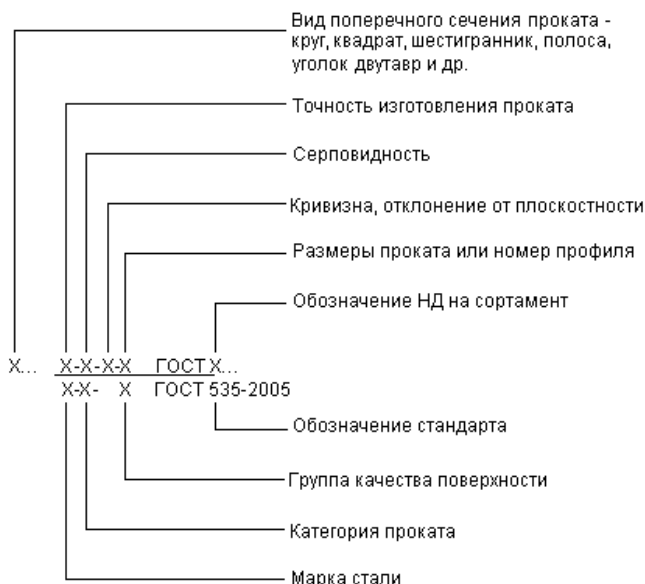 Вид поперечного сечения проката -
круг, квадрат, шестигранник, полоса,
уголок двутавр и др.
Точность изготовления проката
Серповидность
Кривизна, отклонение от плоскостности
Размеры проката или номер профиля
Обозначение НД на сортамент
Х... Х-Х-Х-Х ГОСТ Х...
Х-Х- Х ГОСТ 535-2005
Обозначение стандарта
Группа качества поверхности
Категория проката
Марка стали